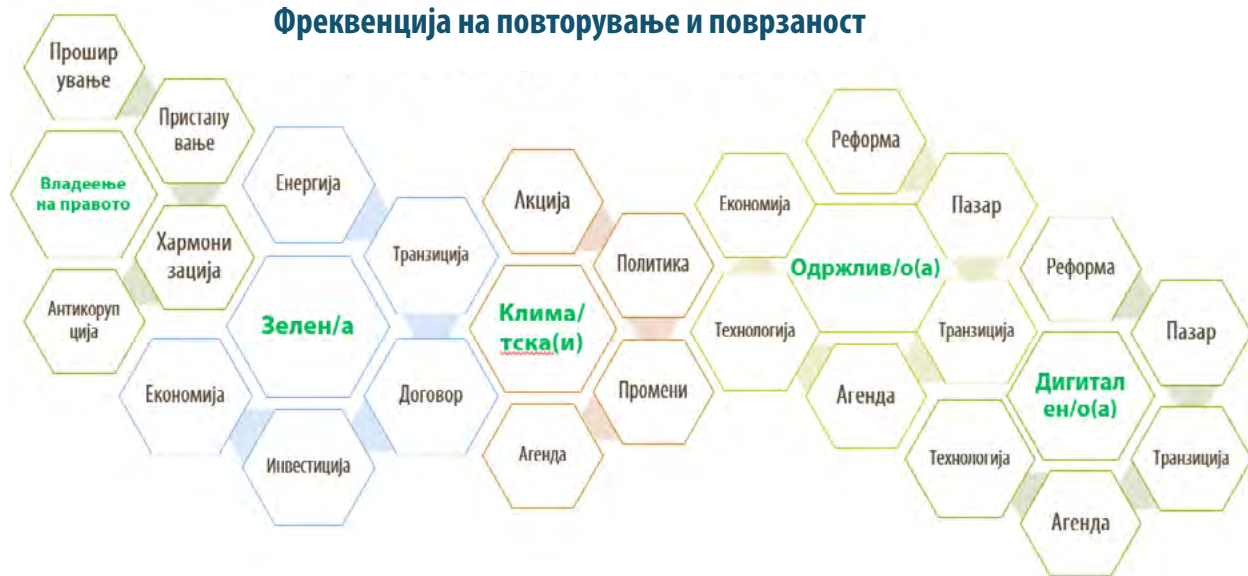 Фреквенција на повторување и поврзаност
Прошир
ување
Пристапу
вање
Владеење
на правото
Хармони
зација
Антикоруп
ција
Енергија
Транзиција
Зелен/а
Економија
Договор
Инвестиција
Акција
Политика
Клима/
тска(и)
Промени
Агенда
Реформа
Економија
Пазар
Одржлив/о(а)
Технологија
Транзиција
Агенда
Реформа
Пазар
Дигитал
ен/о(а)
Технологија
Транзиција
Агенда